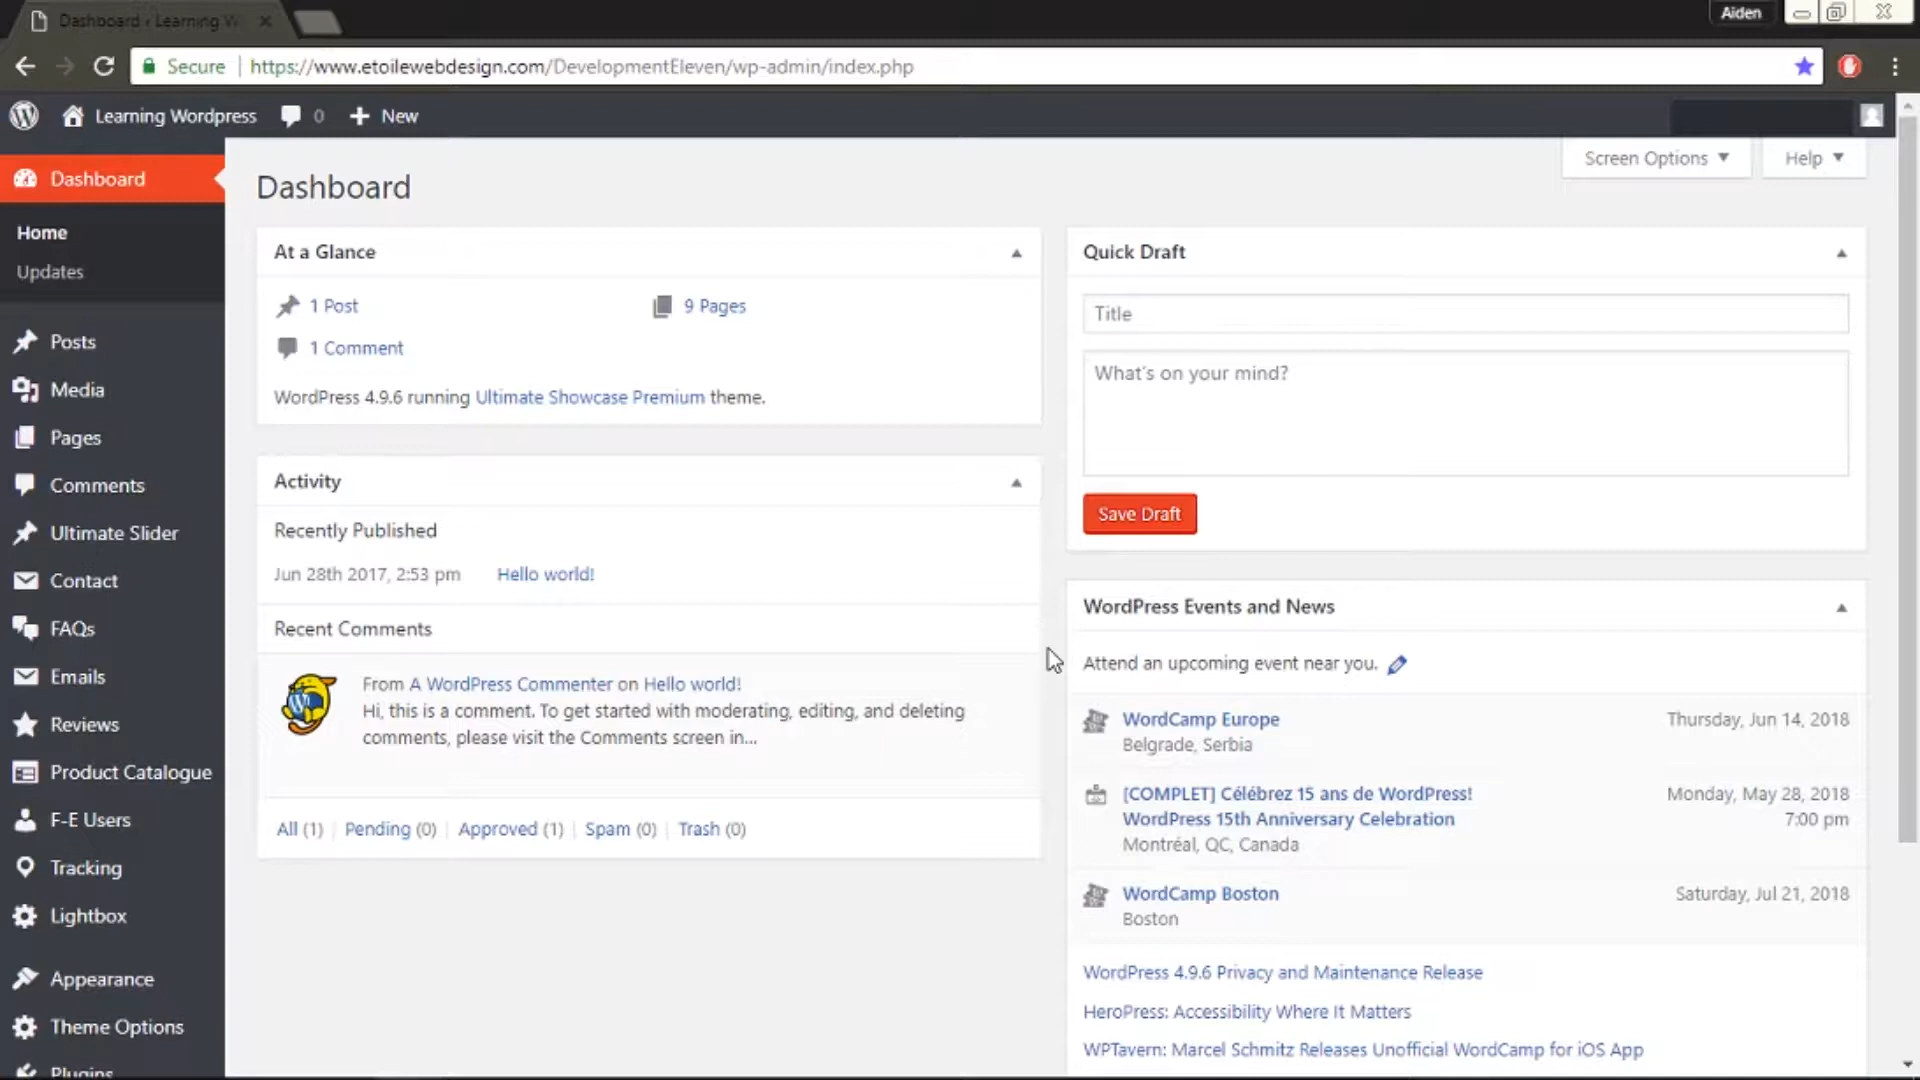 Dashboard ‹ Learning W
Aiden
Secure
https://www.etoilewebdesign.com/DevelopmentEleven/wp-admin/index.php
Learning Wordpress
0
New
Screen Options
Help
Dashboard
Home
Updates
Posts
Media
Pages
Comments
Ultimate Slider
Contact
FAQs
Emails
Reviews
Product Catalogue
F-E Users
Tracking
Lightbox
Appearance
Theme Options
Plugins
Dashboard
At a Glance
1 Post
9 Pages
1 Comment
WordPress 4.9.6 running Ultimate Showcase Premium theme.
Activity
Recently Published
Jun 28th 2017, 2:53 pm
Hello world!
Recent Comments
From A WordPress Commenter on Hello world!
Hi, this is a comment. To get started with moderating, editing, and deleting
comments, please visit the Comments screen in...
All (1) | Pending (0) | Approved (1) | Spam (0) | Trash (0)
Quick Draft
Title
What's on your mind?
Save Draft
WordPress Events and News
Attend an upcoming event near you.
WordCamp Europe
Thursday, Jun 14, 2018
Belgrade, Serbia
[COMPLET] Célébrez 15 ans de WordPress!
Monday, May 28, 2018
WordPress 15th Anniversary Celebration
7:00 pm
Montréal, QC, Canada
WordCamp Boston
Saturday, Jul 21, 2018
Boston
WordPress 4.9.6 Privacy and Maintenance Release
HeroPress: Accessibility Where It Matters
WPTavern: Marcel Schmitz Releases Unofficial WordCamp for iOS App